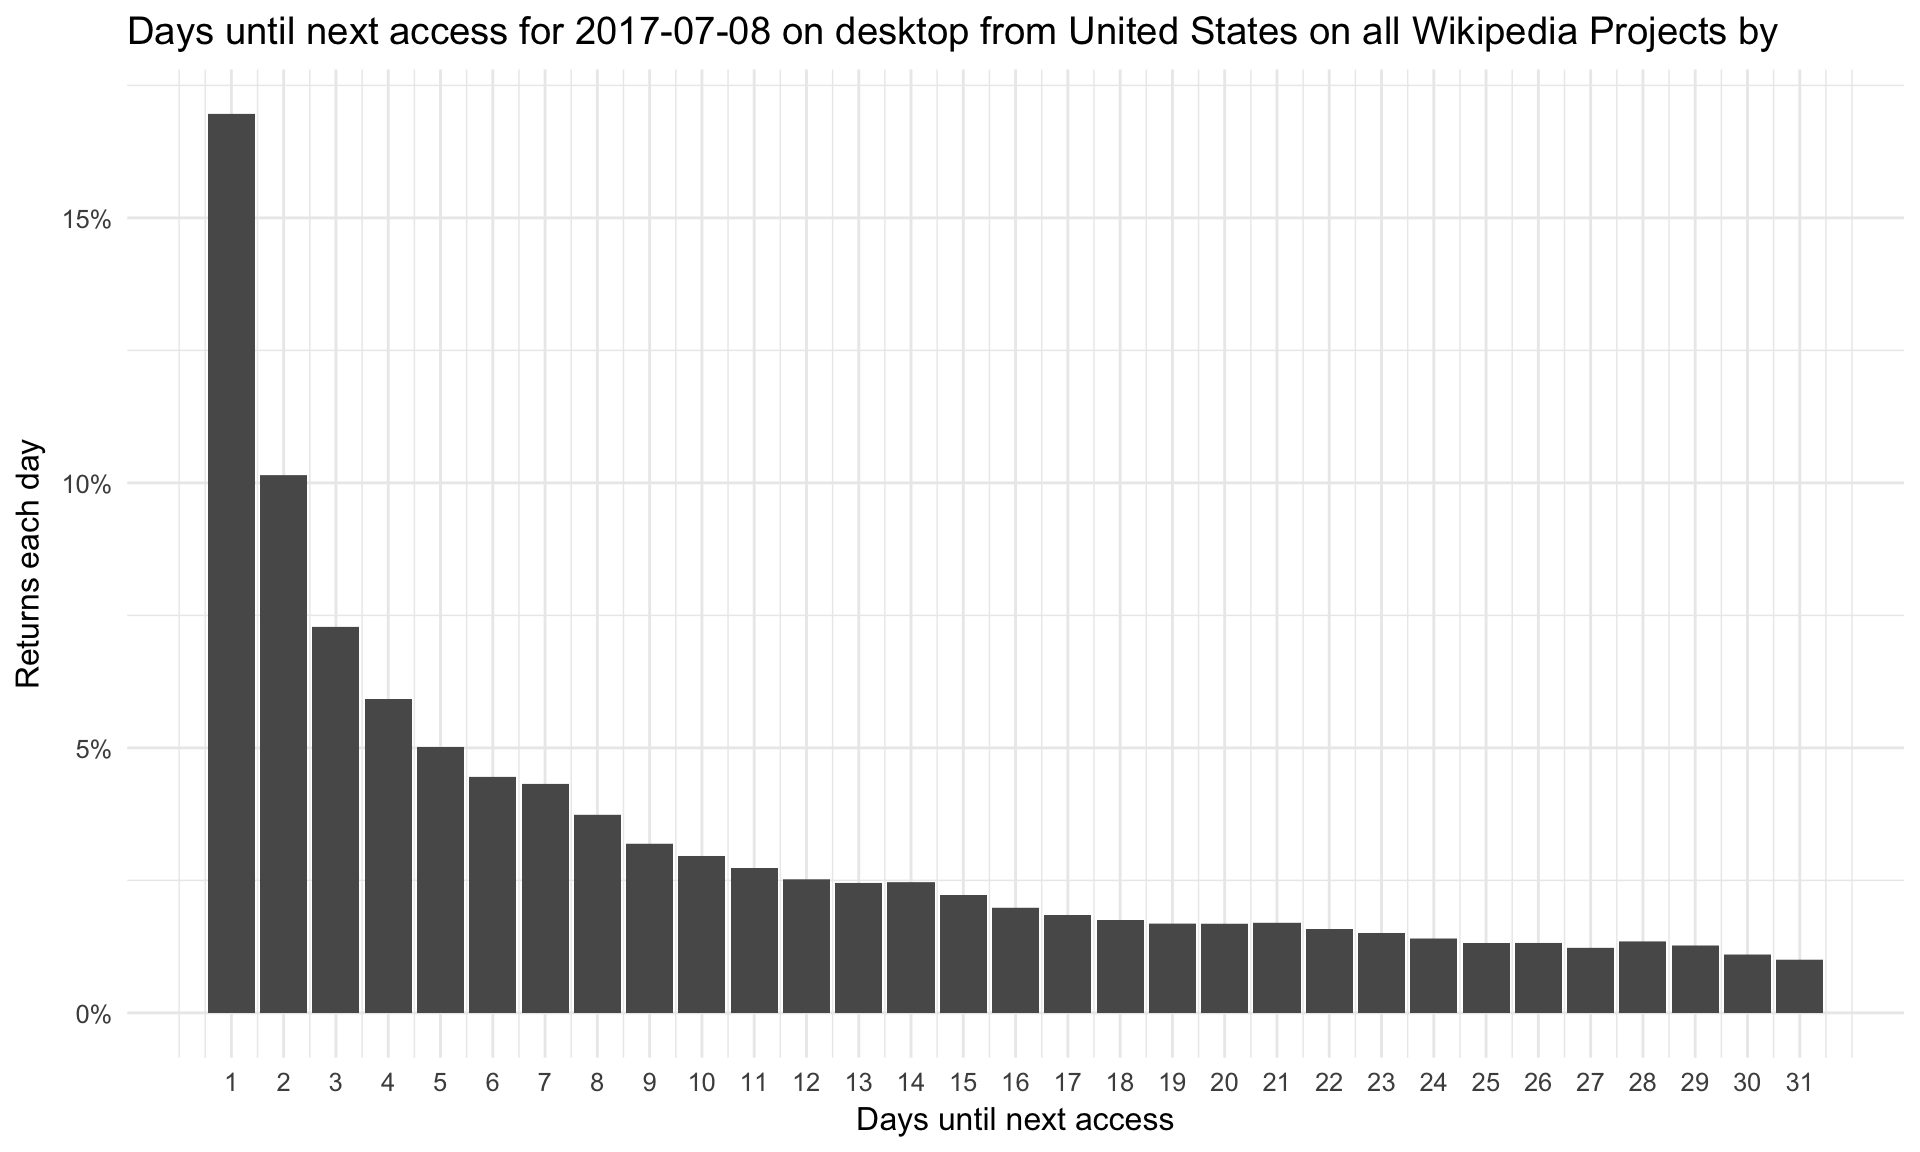 Days until next access for 2017-07-08 on desktop from United States on all Wikipedia Projects by
Returns each day
15%
10%
5%
0%
1 2 3 4 5 6 7 8 9 10 11 12 13 14 15 16 17 18 19 20 21 22 23 24 25 26 27 28 29 30 31
Days until next access